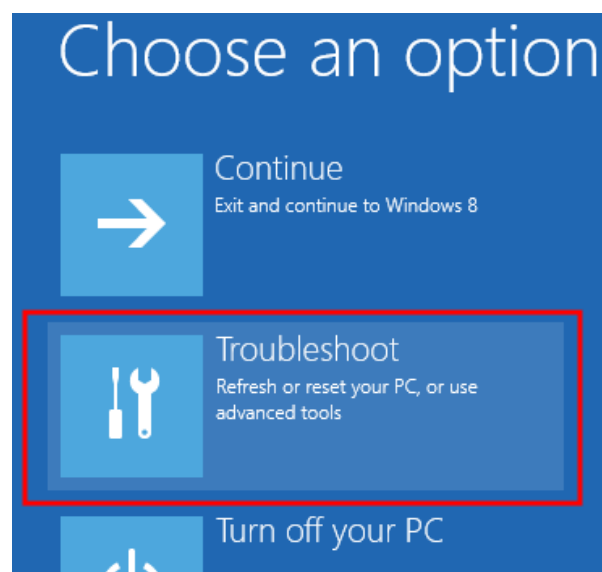 Choose an option
Continue
Exit and continue to Windows 8
Troubleshoot
Refresh or reset your PC, or use
advanced tools
Turn off your PC